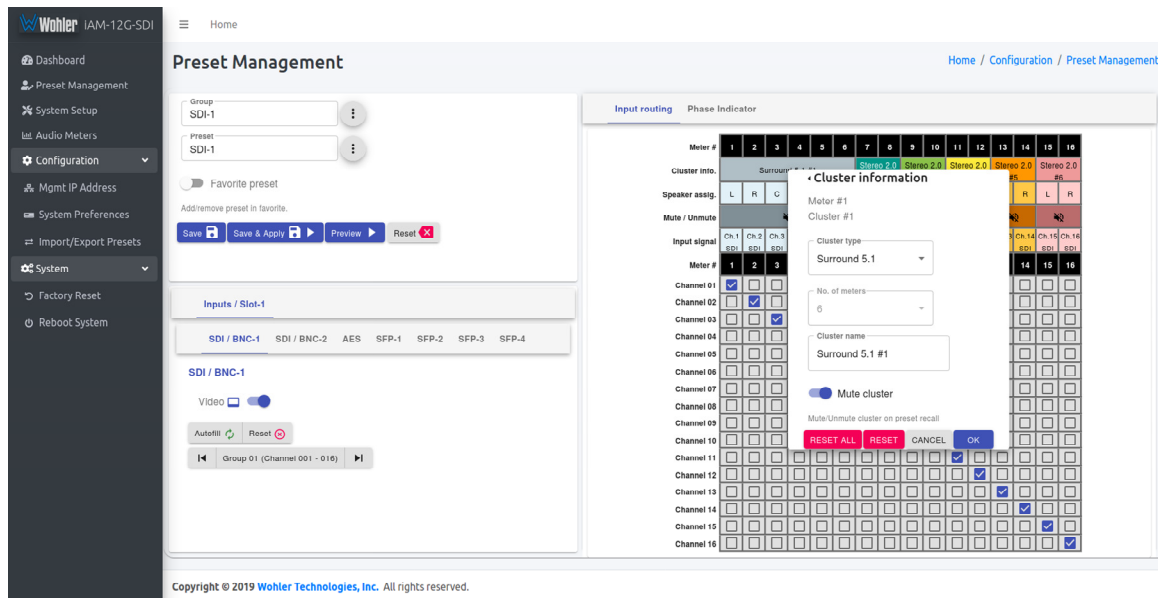 Wohler iAM-12G-SDI
Home
Dashboard
Preset Management
System Setup
Audio Meters
Configuration
Mgmt IP Address
System Preferences
Import/Export Presets
System
Factory Reset
Reboot System
Preset Management
Home / Configuration / Preset Management
Group
SDI-1
Preset
SDI-1
Favorite preset
Add/remove preset in favorite.
Save
Save & Apply
Preview
Reset
Inputs / Slot-1
SDI / BNC-1 SDI / BNC-2 AES SFP-1 SFP-2 SFP-3 SFP-4
SDI / BNC-1
Video
Autofill
Reset
Group 01 (Channel 001 - 016)
Input routing Phase Indicator
Meter # 1 2 3 4 5 6 7 8 9 10 11 12 13 14 15 16
Cluster info. Stereo 2.0 Stereo 2.0 Stereo 2.0 Stereo 2.0 Stereo 2.0
#5 #6
Speaker assig. L R C R L R
Mute / Unmute
Input signal Ch.1 Ch.2 Ch.3 Ch.14 Ch.15 Ch.16
SDI SDI SDI SDI SDI SDI
Meter # 1 2 3 14 15 16
Channel 01
Channel 02
Channel 03
Channel 04
Channel 05
Channel 06
Channel 07
Channel 08
Channel 09
Channel 10
Channel 11
Channel 12
Channel 13
Channel 14
Channel 15
Channel 16
Cluster information
Meter #1
Cluster #1
Cluster type
Surround 5.1
No. of meters
6
Cluster name
Surround 5.1 #1
Mute cluster
Mute/Unmute cluster on preset recall
RESET ALL RESET CANCEL OK
Copyright © 2019 Wohler Technologies, Inc. All rights reserved.